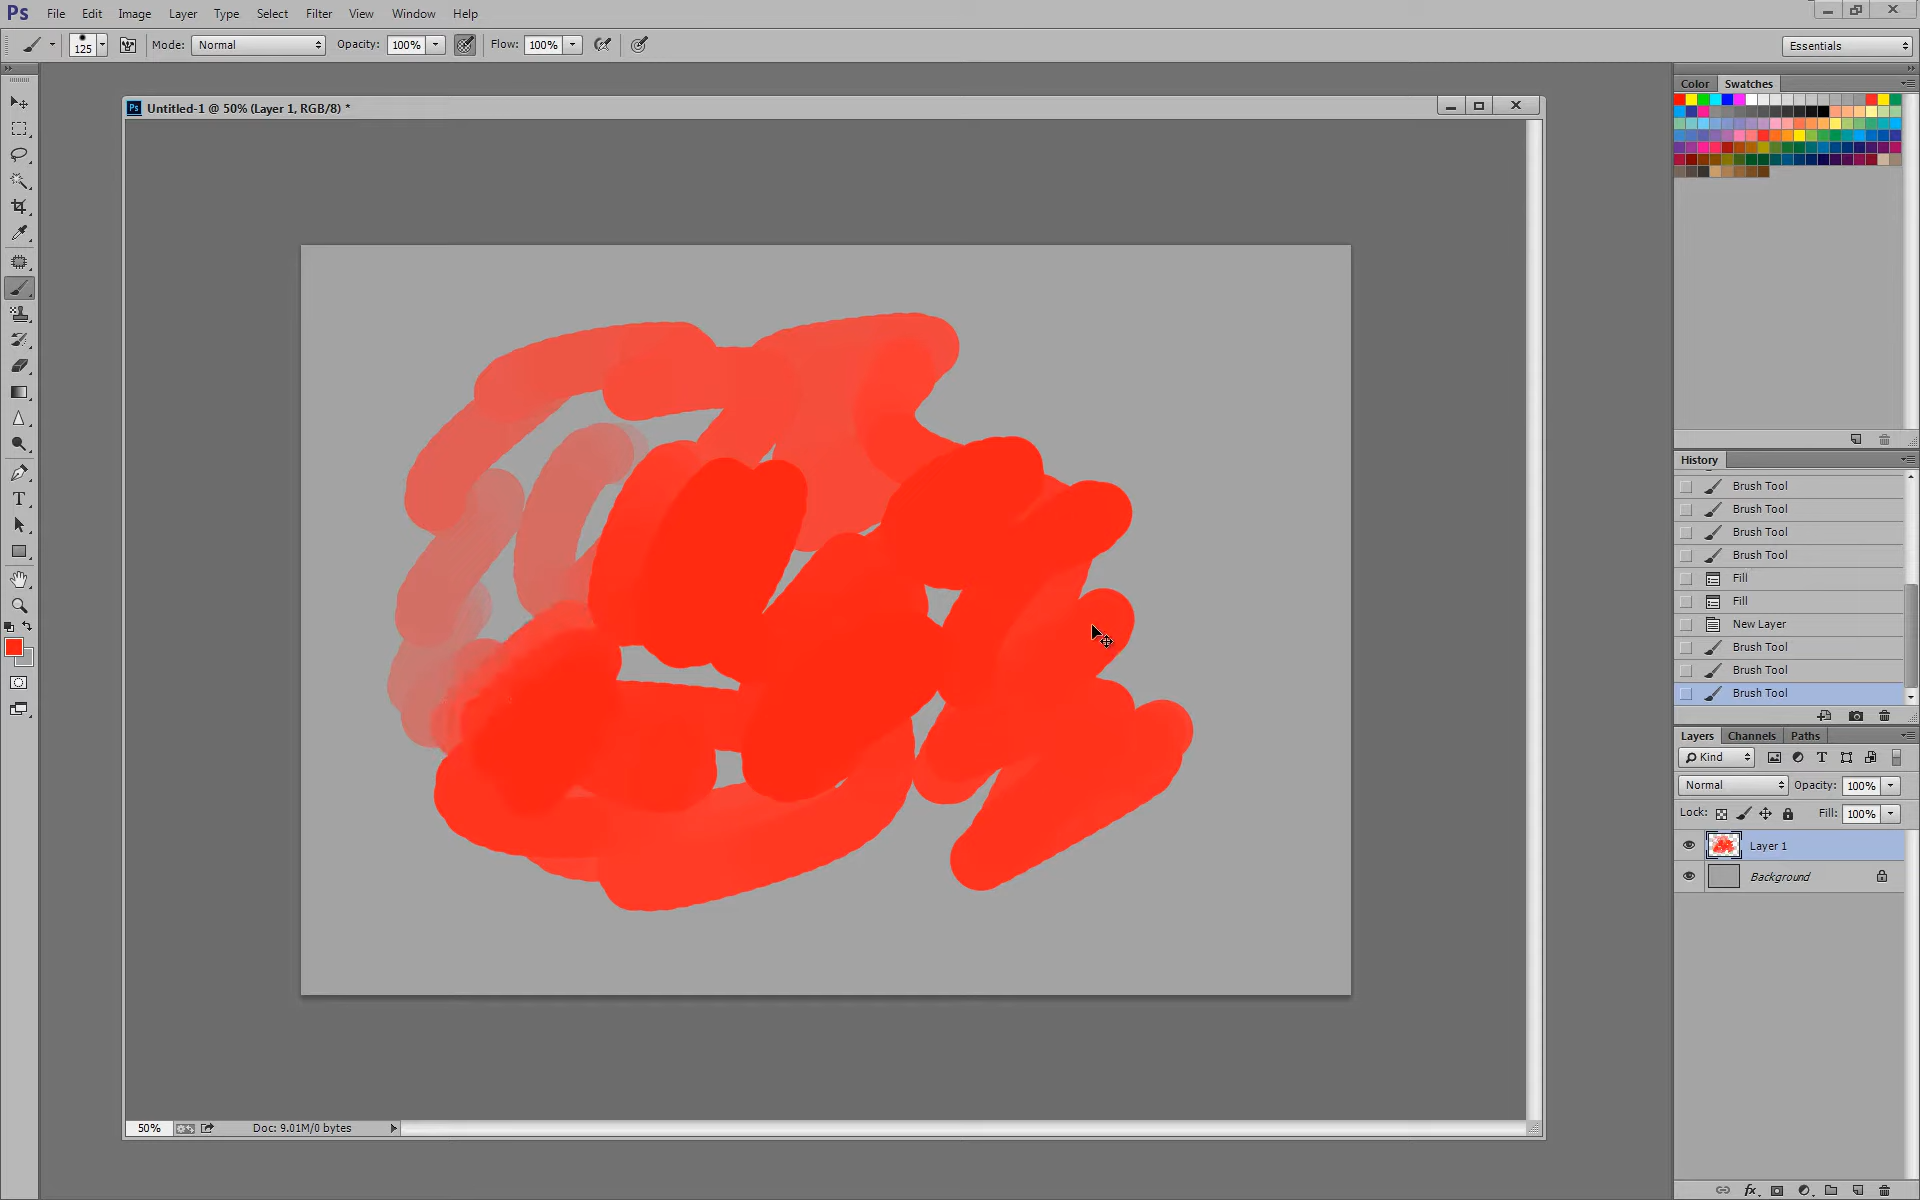 Ps File Edit Image Layer Type Select Filter View Window Help
125 Mode: Normal Opacity: 100% Flow: 100% Essentials
Color Swatches
Ps Untitled-1 @ 50% (Layer 1, RGB/8) *
History
Brush Tool
Brush Tool
Brush Tool
Brush Tool
Fill
Fill
New Layer
Brush Tool
Brush Tool
Brush Tool
Layers Channels Paths
Kind T
Normal Opacity: 100%
Lock: Fill: 100%
Layer 1
Background
50% Doc: 9.01M/0 bytes
T
fx